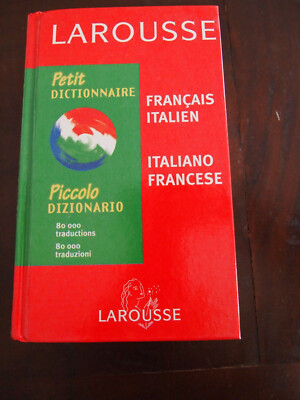 LAROUSSE
Petit
DICTIONNAIRE
FRANÇAIS
ITALIEN
ITALIANO
FRANCESE
Piccolo
DIZIONARIO
80 000
traductions
80 000
traduzioni
LAROUSSE